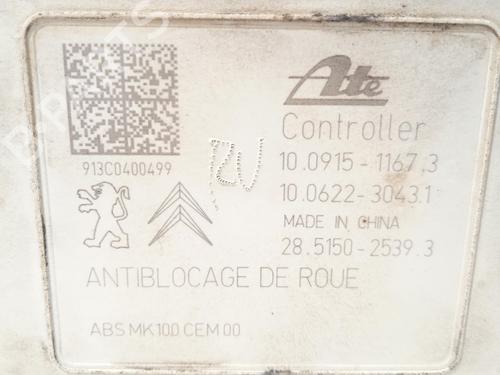 Ate
Controller
913C0400499
10.0915-1167.3
10.0622-3043.1
MADE IN CHINA
28.5150-2539.3
ANTIBLOCAGE DE ROUE
ABS MK100 CEM 00